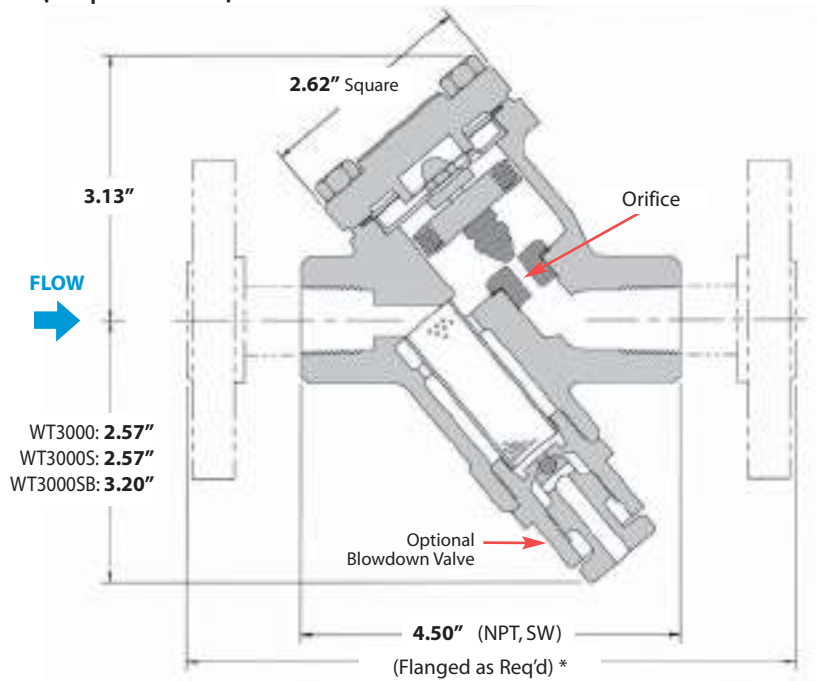 2.62" Square
3.13"
Orifice
FLOW
WT3000: 2.57"
WT3000S: 2.57"
WT3000SB: 3.20"
Optional
Blowdown Valve
4.50" (NPT, SW)
(Flanged as Req'd) *